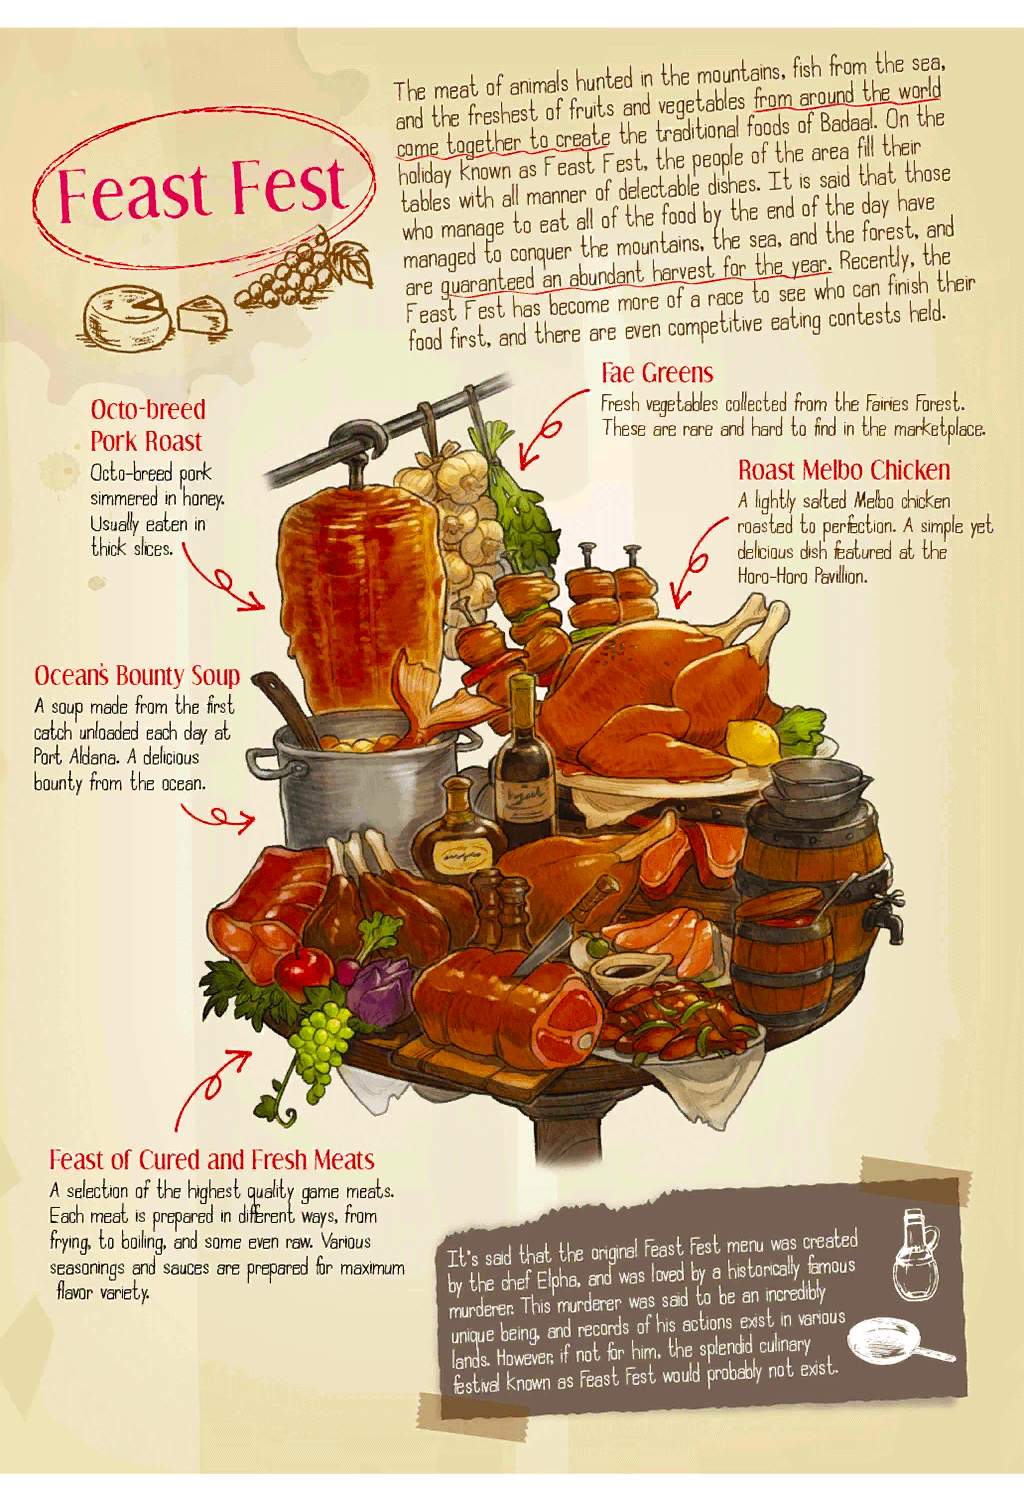 Feast Fest
The meat of animals hunted in the mountains, fish from the sea,
and the freshest of fruits and vegetables from around the world
come together to create the traditional foods of Badaal. On the
holiday known as Feast Fest, the people of the area fill their
tables with all manner of delectable dishes. It is said that those
who manage to eat all of the food by the end of the day have
managed to conquer the mountains, the sea, and the forest, and
are guaranteed an abundant harvest for the year. Recently, the
Feast Fest has become more of a race to see who can finish their
food first, and there are even competitive eating contests held.
Fae Greens
Fresh vegetables collected from the Fairies Forest.
These are rare and hard to find in the marketplace.
Octo-breed
Pork Roast
Octo-breed pork
simmered in honey.
Usually eaten in
thick slices.
Roast Melbo Chicken
A lightly salted Melbo chicken
roasted to perfection. A simple yet
delicious dish featured at the
Horo-Horo Pavillion.
Ocean's Bounty Soup
A soup made from the first
catch unloaded each day at
Port Aldana. A delicious
bounty from the ocean.
Feast of Cured and Fresh Meats
A selection of the highest quality game meats.
Each meat is prepared in different ways, from
frying, to boiling, and some even raw. Various
seasonings and sauces are prepared for maximum
flavor variety.
It's said that the original Feast Fest menu was created
by the chef Elpha, and was loved by a historically famous
murderer. This murderer was said to be an incredibly
unique being, and records of his actions exist in various
lands. However, if not for him, the splendid culinary
festival known as Feast Fest would probably not exist.